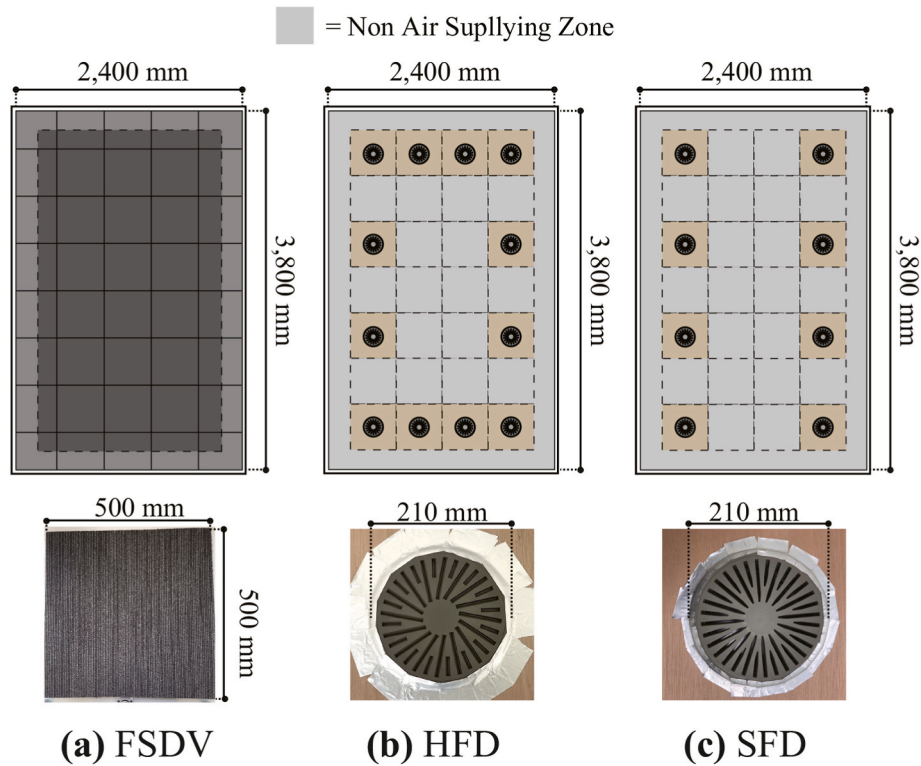 = Non Air Supllying Zone
2,400 mm
2,400 mm
2,400 mm
3,800 mm
3,800 mm
3,800 mm
500 mm
210 mm
210 mm
500 mm
(a) FSDV
(b) HFD
(c) SFD